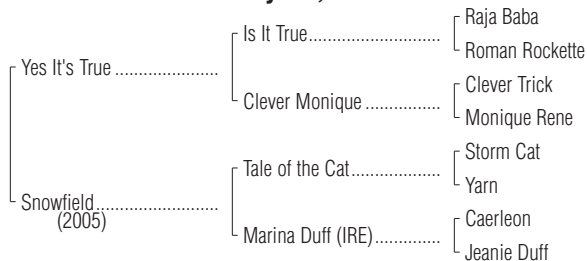 Raja Baba
Is It True
Roman Rockette
Yes It's True
Clever Trick
Clever Monique
Monique Rene
Storm Cat
Tale of the Cat
Yarn
Snowfield
(2005)
Caerleon
Marina Duff (IRE)
Jeanie Duff